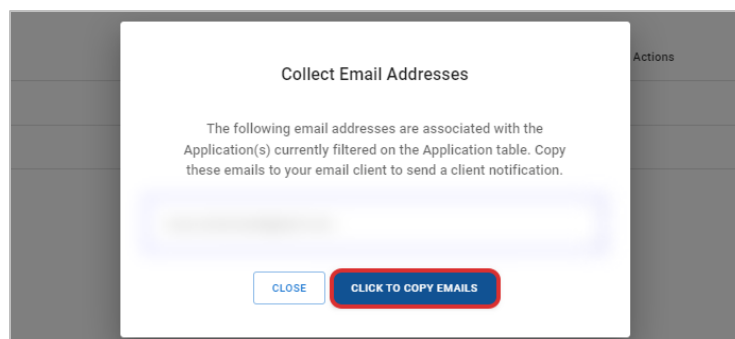 Actions
Collect Email Addresses
The following email addresses are associated with the
Application(s) currently filtered on the Application table. Copy
these emails to your email client to send a client notification.
CLOSE
CLICK TO COPY EMAILS